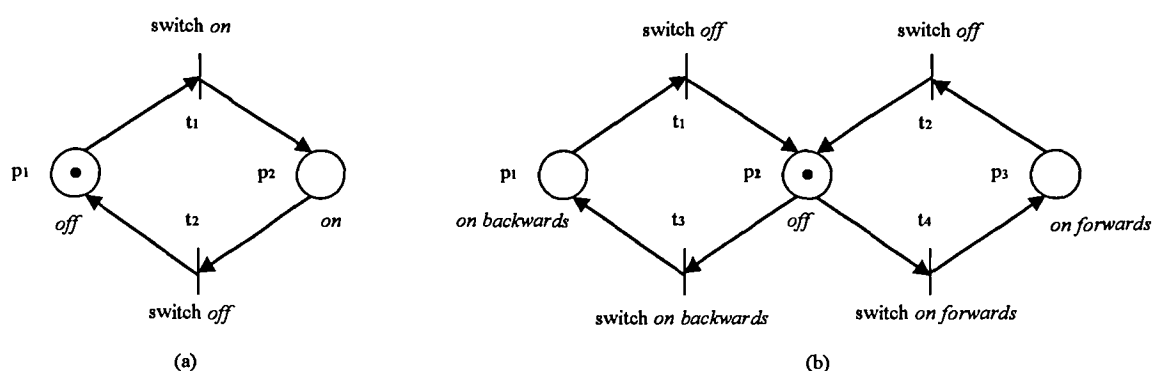 switch on
t1
p1
p2
off
t2
on
switch off
(a)
switch off
switch off
t1
t2
p1
p2
p3
on backwards
t3
off
t4
on forwards
switch on backwards
switch on forwards
(b)